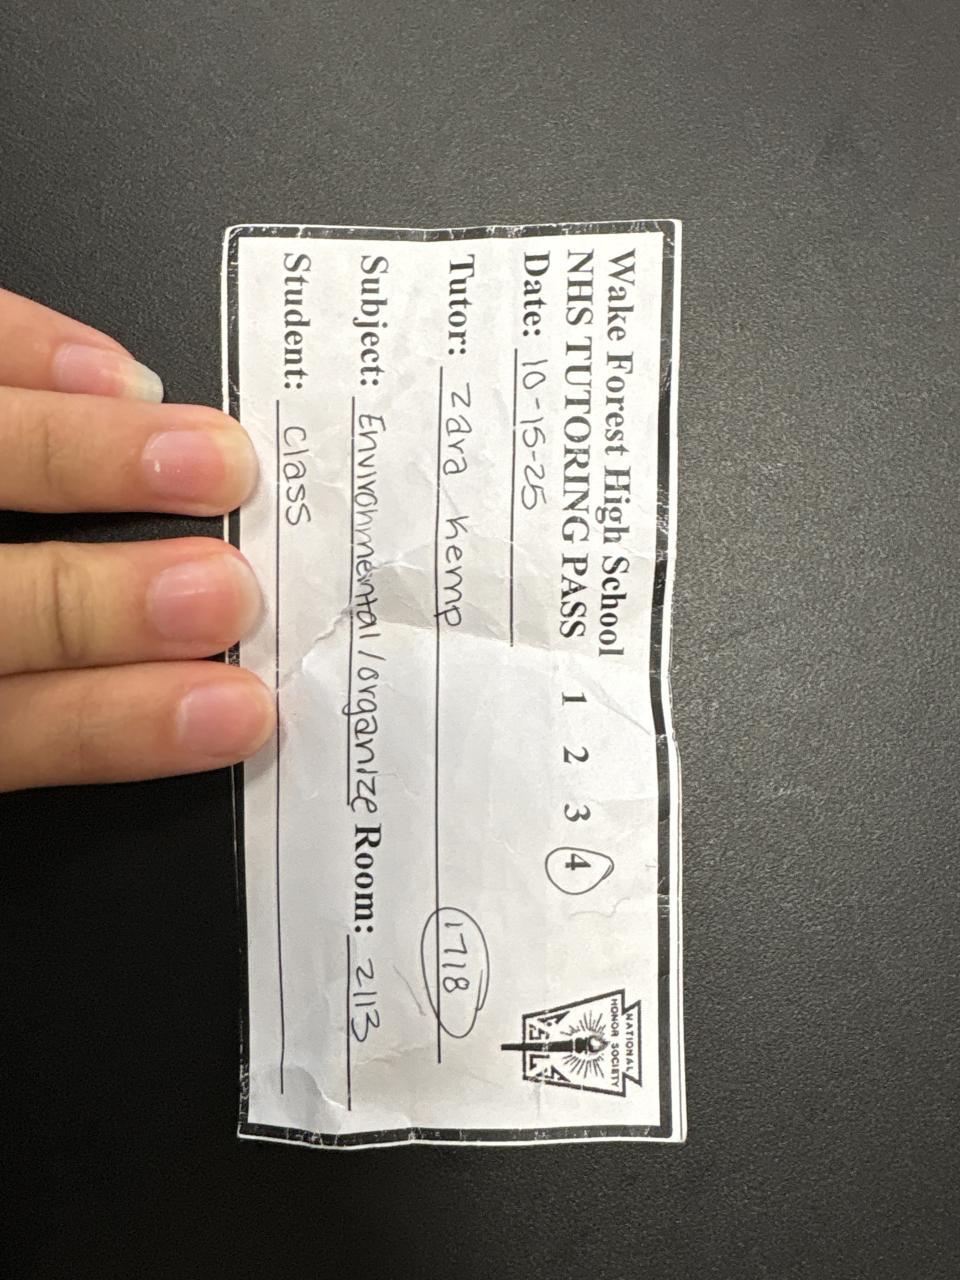 Wake Forest High School
NHS TUTORING PASS 1 2 3 4
NATIONAL
HONOR SOCIETY
Date: 10-15-25
Tutor: Zara Kemp 1718
Subject: Environmental/organize Room: 2113
Student: Class